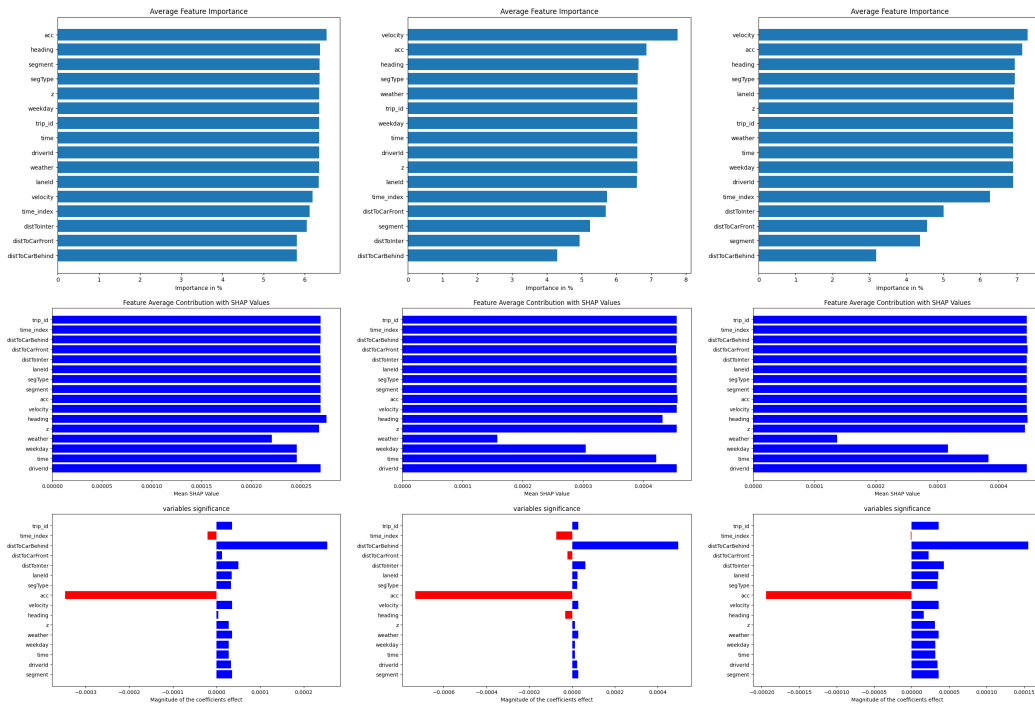 Average Feature Importance
acc
heading
segment
segType
z
weekday
trip_id
time
driverId
weather
laneId
velocity
time_index
distToInter
distToCarFront
distToCarBehind
0 1 2 3 4 5 6
Importance in %
Average Feature Importance
velocity
acc
heading
segType
weather
trip_id
weekday
time
driverId
z
laneId
time_index
distToCarFront
segment
distToInter
distToCarBehind
0 1 2 3 4 5 6 7 8
Importance in %
Average Feature Importance
velocity
acc
heading
segType
laneId
z
trip_id
weather
time
weekday
driverId
time_index
distToInter
distToCarFront
segment
distToCarBehind
0 1 2 3 4 5 6 7
Importance in %
Feature Average Contribution with SHAP Values
trip_id
time_index
distToCarBehind
distToCarFront
distToInter
laneId
segType
segment
acc
velocity
heading
z
weather
weekday
time
driverId
0.00000 0.00005 0.00010 0.00015 0.00020 0.00025
Mean SHAP Value
Feature Average Contribution with SHAP Values
trip_id
time_index
distToCarBehind
distToCarFront
distToInter
laneId
segType
segment
acc
velocity
heading
z
weather
weekday
time
driverId
0.0000 0.0001 0.0002 0.0003 0.0004
Mean SHAP Value
Feature Average Contribution with SHAP Values
trip_id
time_index
distToCarBehind
distToCarFront
distToInter
laneId
segType
segment
acc
velocity
heading
z
weather
weekday
time
driverId
0.0000 0.0001 0.0002 0.0003 0.0004
Mean SHAP Value
variables significance
trip_id
time_index
distToCarBehind
distToCarFront
distToInter
laneId
segType
acc
velocity
heading
z
weather
weekday
time
driverId
segment
−0.0003 −0.0002 −0.0001 0.0000 0.0001 0.0002
Magnitude of the coefficients effect
variables significance
trip_id
time_index
distToCarBehind
distToCarFront
distToInter
laneId
segType
acc
velocity
heading
z
weather
weekday
time
driverId
segment
−0.0006 −0.0004 −0.0002 0.0000 0.0002 0.0004
Magnitude of the coefficients effect
variables significance
trip_id
time_index
distToCarBehind
distToCarFront
distToInter
laneId
segType
acc
velocity
heading
z
weather
weekday
time
driverId
segment
−0.00020 −0.00015 −0.00010 −0.00005 0.00000 0.00005 0.00010 0.00015
Magnitude of the coefficients effect